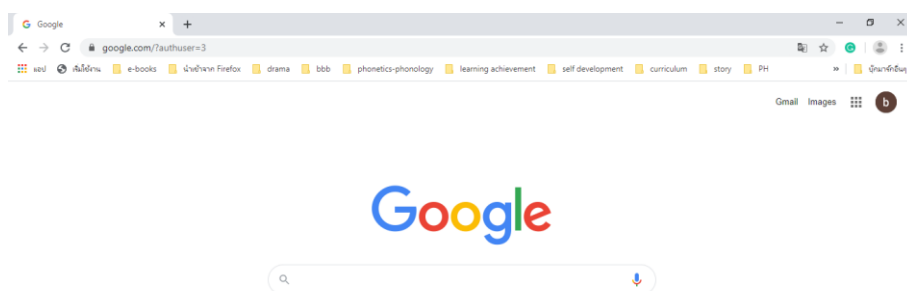 Google
google.com/?authuser=3
แอป เริ่มใช้งาน e-books นำเข้าจาก Firefox drama bbb phonetics-phonology learning achievement self development curriculum story PH »
Gmail Images b
Google